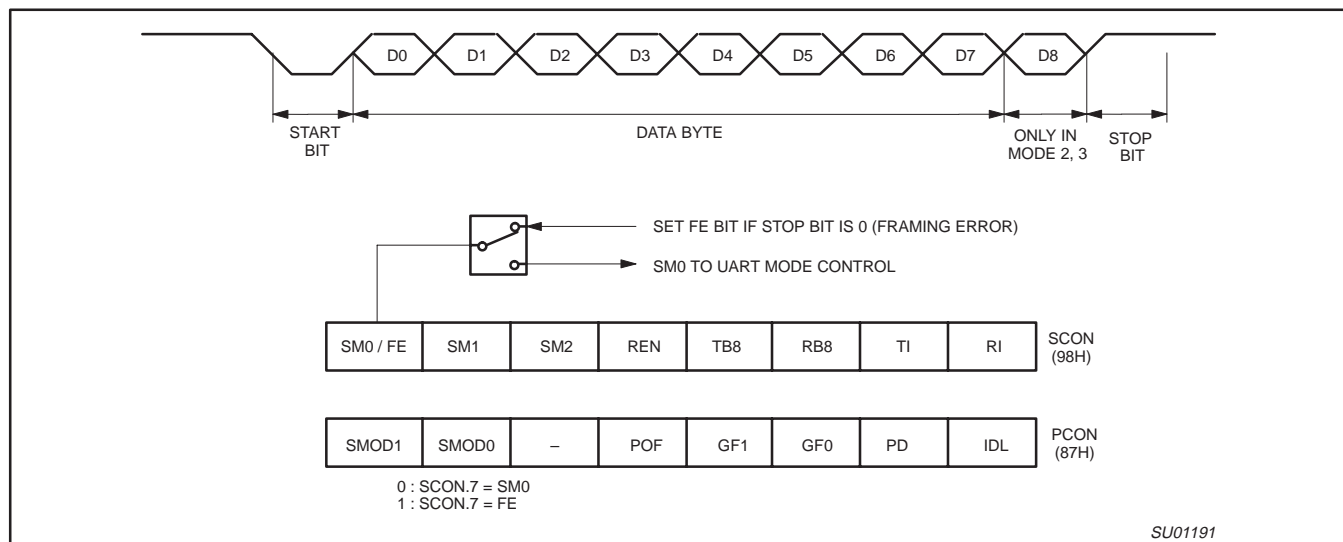 D0 D1 D2 D3 D4 D5 D6 D7 D8
START
BIT
DATA BYTE
ONLY IN
MODE 2, 3
STOP
BIT
SET FE BIT IF STOP BIT IS 0 (FRAMING ERROR)
SM0 TO UART MODE CONTROL
SM0 / FE SM1 SM2 REN TB8 RB8 TI RI
SCON
(98H)
SMOD1 SMOD0 – POF GF1 GF0 PD IDL
PCON
(87H)
0 : SCON.7 = SM0
1 : SCON.7 = FE
SU01191